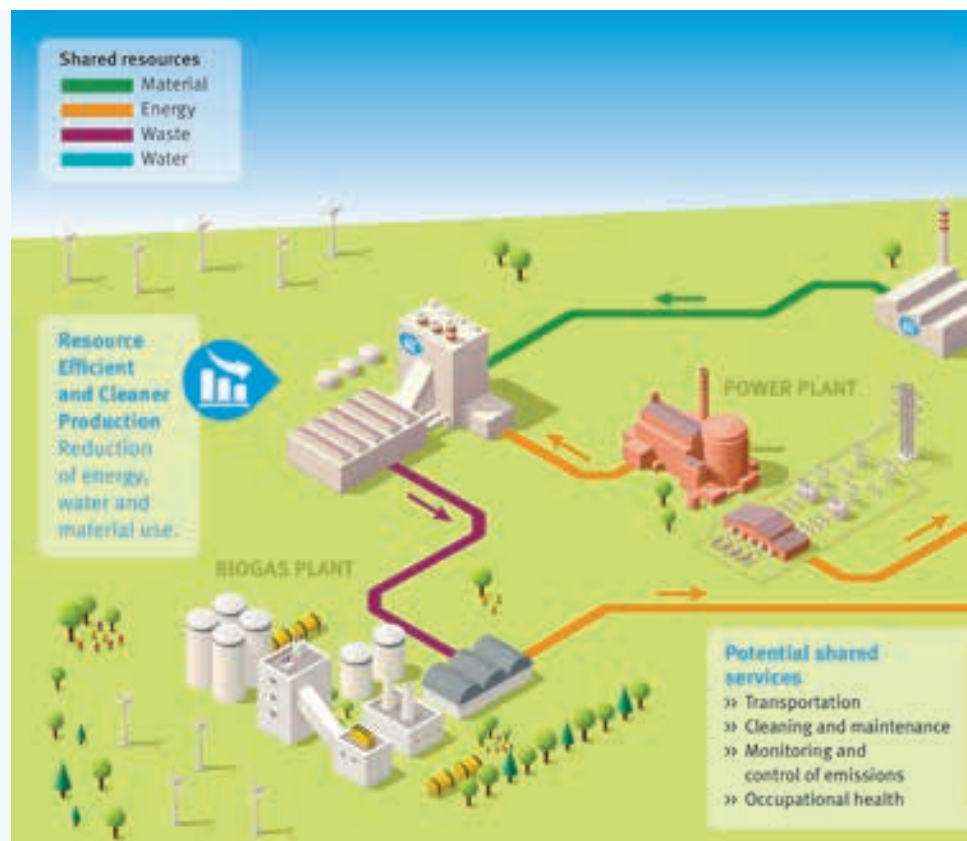 Shared resources
Material
Energy
Waste
Water
Resource
Efficient
and Cleaner
Production
Reduction
of energy,
water and
material use.
POWER PLANT
BIOGAS PLANT
Potential shared
services
» Transportation
» Cleaning and maintenance
» Monitoring and
control of emissions
» Occupational health